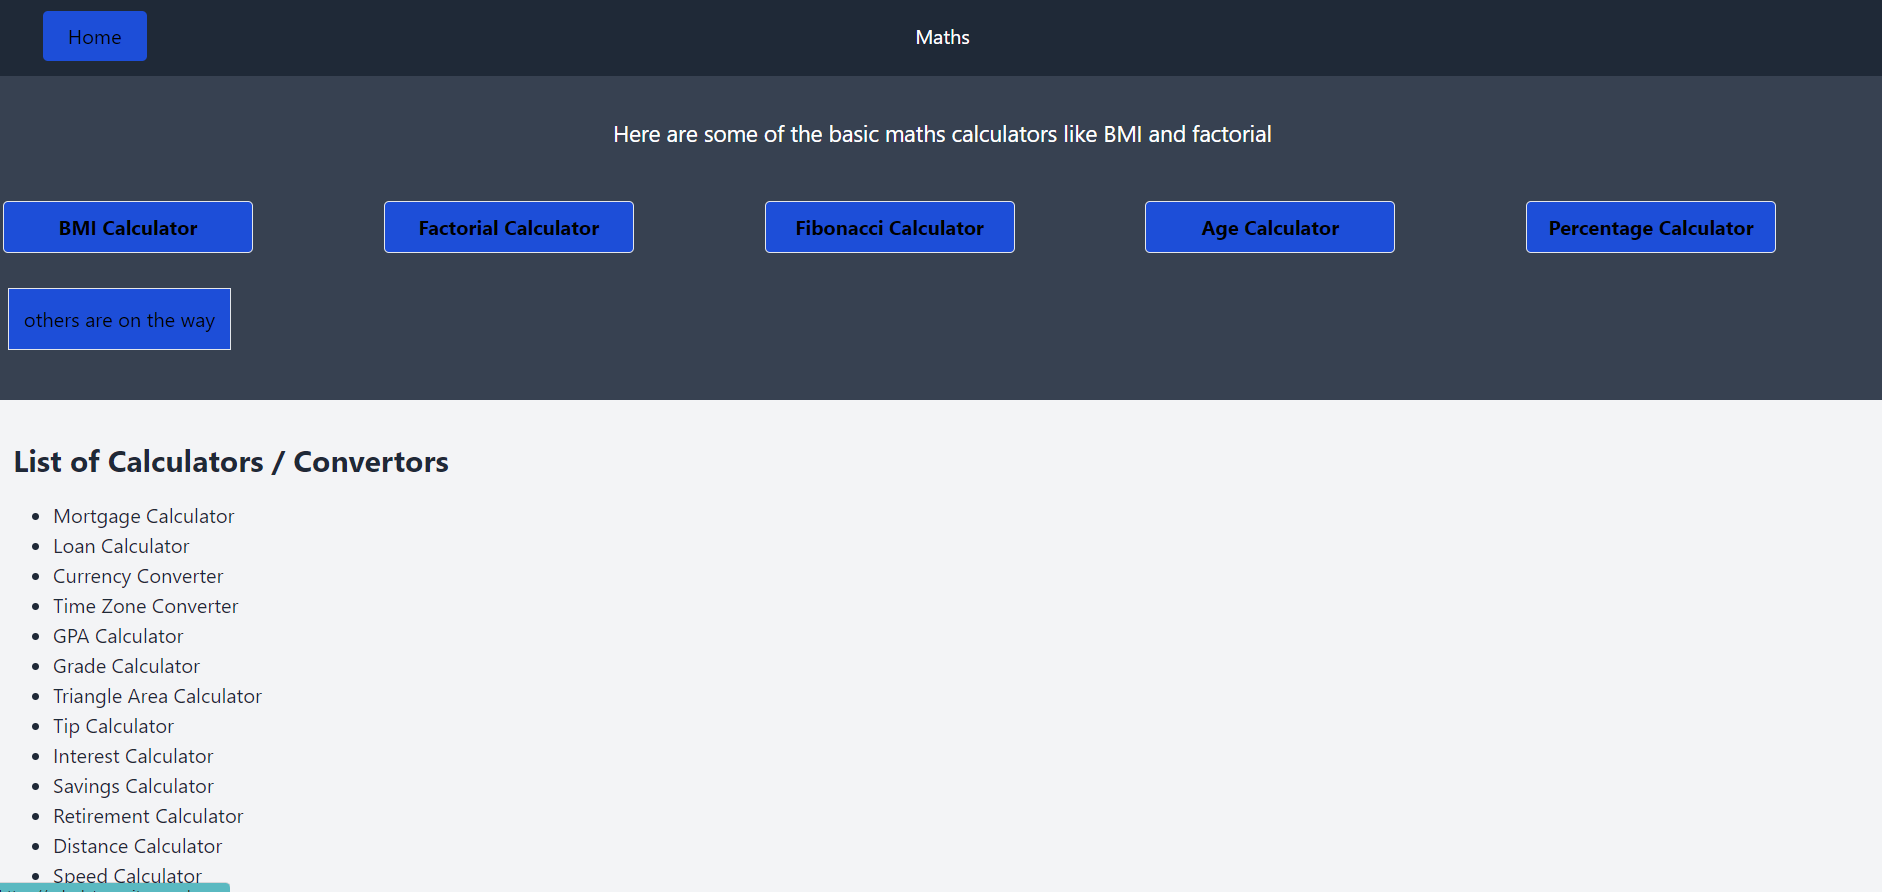 Home
Maths
Here are some of the basic maths calculators like BMI and factorial
BMI Calculator
Factorial Calculator
Fibonacci Calculator
Age Calculator
Percentage Calculator
others are on the way
List of Calculators / Convertors
Mortgage Calculator
Loan Calculator
Currency Converter
Time Zone Converter
GPA Calculator
Grade Calculator
Triangle Area Calculator
Tip Calculator
Interest Calculator
Savings Calculator
Retirement Calculator
Distance Calculator
Speed Calculator